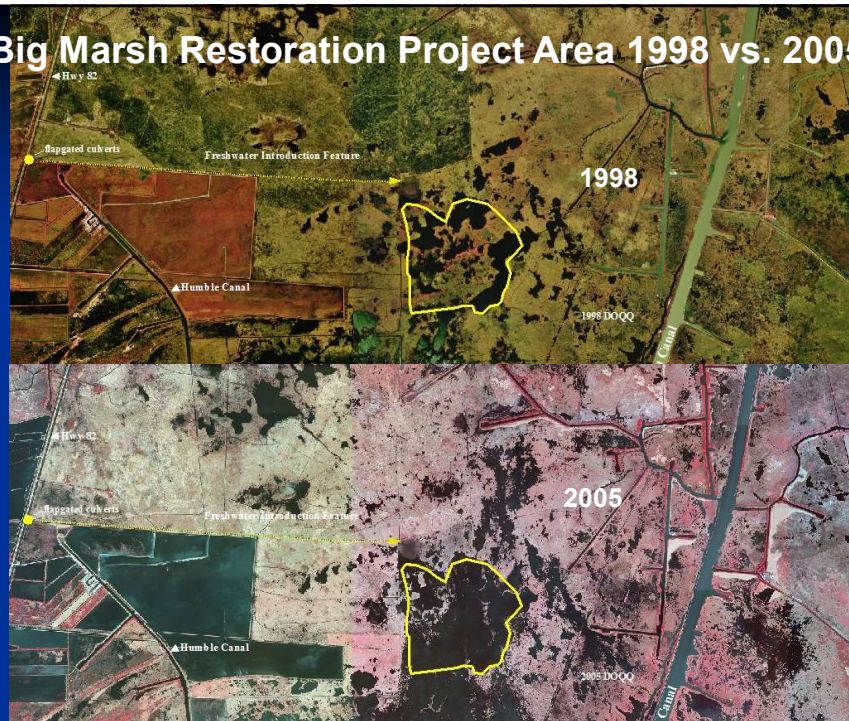 Big Marsh Restoration Project Area 1998 vs. 2005
Hwy 82
flapgated culverts
Freshwater Introduction Feature
1998
Humble Canal
1998 DOQQ
Canal
Hwy 82
flapgated culverts
Freshwater Introduction Feature
2005
Humble Canal
2005 DOQQ
Canal